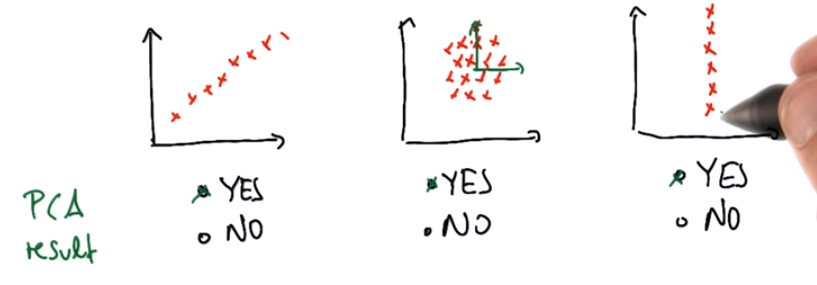 YES
NO
YES
NO
YES
NO
PCA
result